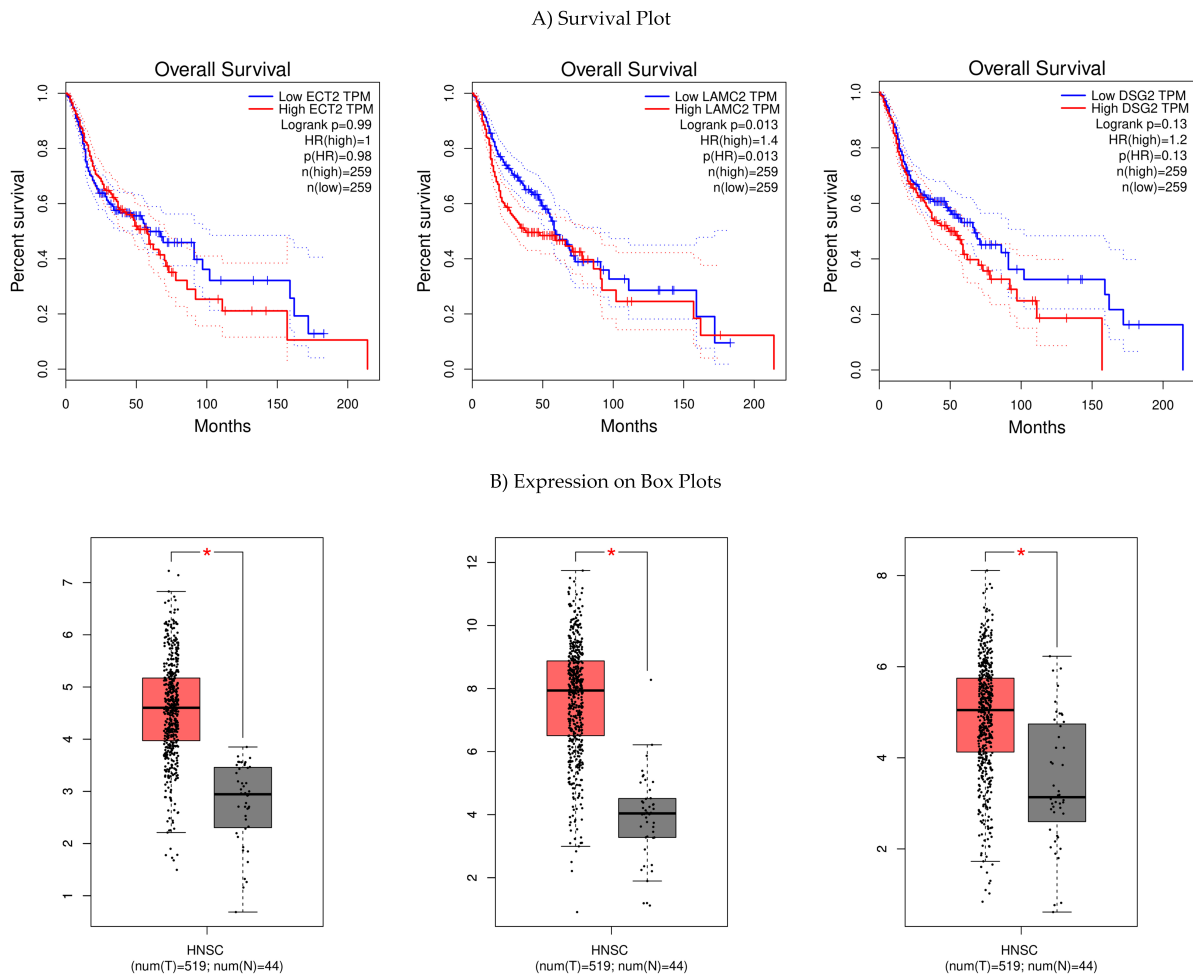 A) Survival Plot
Overall Survival
Low ECT2 TPM
High ECT2 TPM
Logrank p=0.99
HR(high)=1
p(HR)=0.98
n(high)=259
n(low)=259
Percent survival
1.0
0.8
0.6
0.4
0.2
0.0
0 50 100 150 200
Months
Overall Survival
Low LAMC2 TPM
High LAMC2 TPM
Logrank p=0.013
HR(high)=1.4
p(HR)=0.013
n(high)=259
n(low)=259
Percent survival
1.0
0.8
0.6
0.4
0.2
0.0
0 50 100 150 200
Months
Overall Survival
Low DSG2 TPM
High DSG2 TPM
Logrank p=0.13
HR(high)=1.2
p(HR)=0.13
n(high)=259
n(low)=259
Percent survival
1.0
0.8
0.6
0.4
0.2
0.0
0 50 100 150 200
Months
B) Expression on Box Plots
*
7
6
5
4
3
2
1
HNSC
(num(T)=519; num(N)=44)
*
12
10
8
6
4
2
HNSC
(num(T)=519; num(N)=44)
*
8
6
4
2
HNSC
(num(T)=519; num(N)=44)